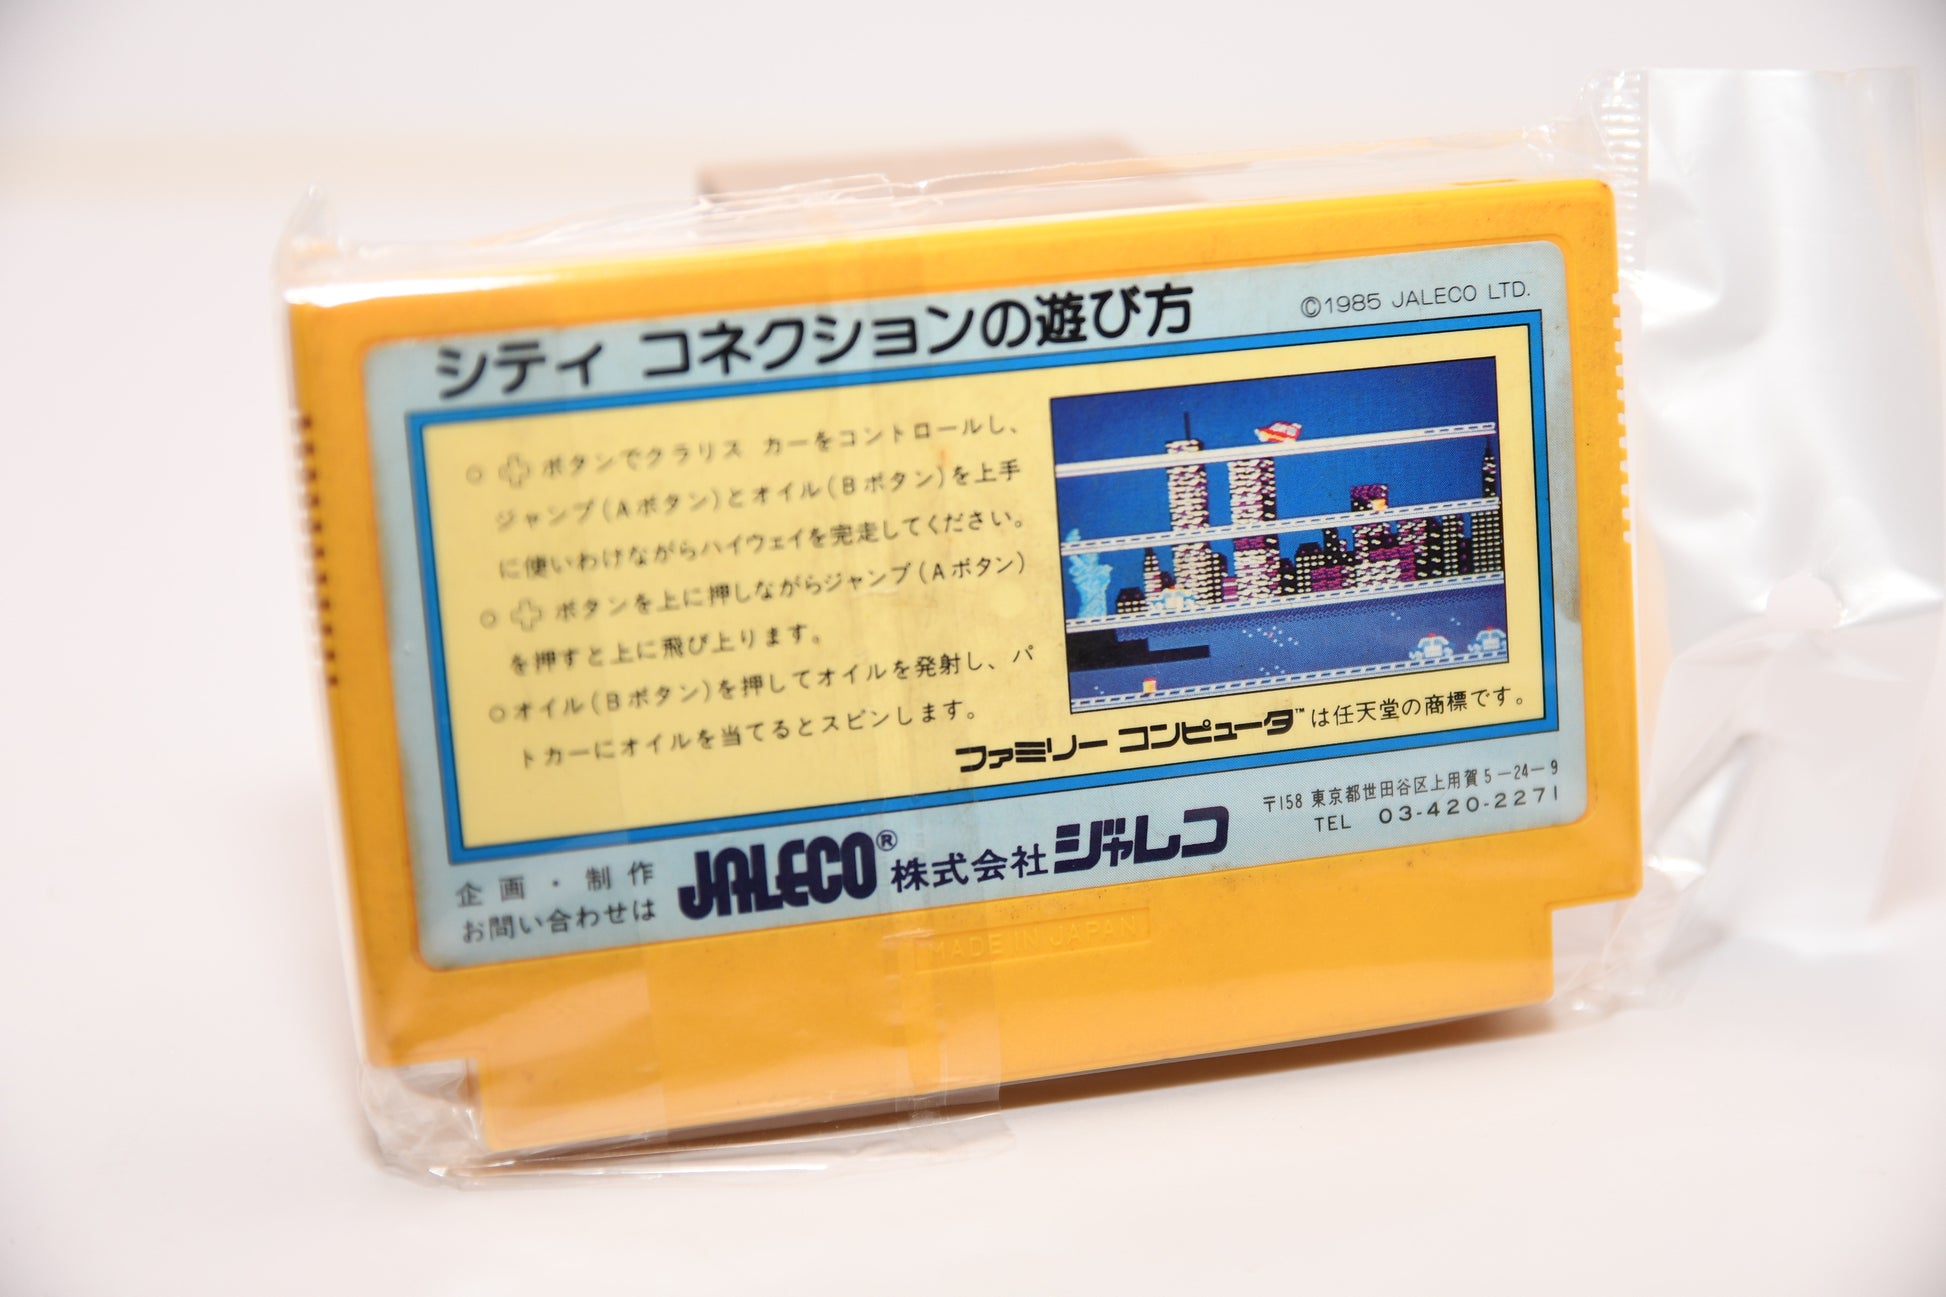 シティ コネクションの遊び方
©1985 JALECO LTD.
○ ボタンでクラリス カーをコントロールし、
ジャンプ(Aボタン)とオイル(Bボタン)を上手
に使いわけながらハイウェイを完走してください。
○ ボタンを上に押しながらジャンプ(Aボタン)
を押すと上に飛び上ります。
○オイル(Bボタン)を押してオイルを発射し、パ
トカーにオイルを当てるとスピンします。
ファミリー コンピュータ™は任天堂の商標です。
企画・制作
お問い合わせは
JALECO® 株式会社ジャレコ
〒158 東京都世田谷区上用賀5-24-9
TEL 03-420-2271
MADE IN JAPAN